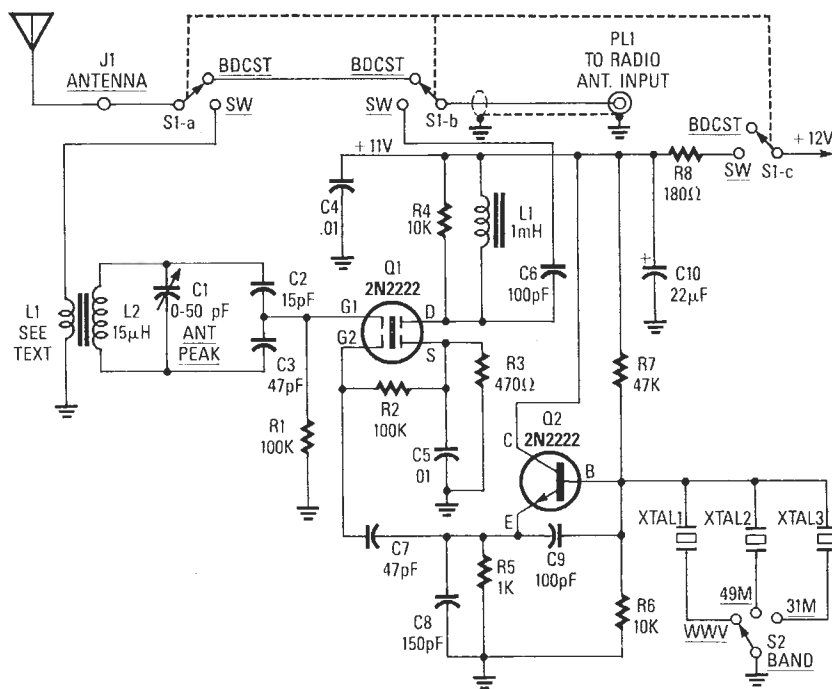 J1
ANTENNA
BDCST
SW
S1-a
BDCST
SW
S1-b
PL1
TO RADIO
ANT. INPUT
BDCST
SW
S1-c
+12V
R8
180Ω
+11V
C4
.01
R4
10K
L1
1mH
C6
100pF
+
C10
22µF
L1
SEE
TEXT
L2
15µH
C1
0-50 pF
ANT
PEAK
C2
15pF
C3
47pF
Q1
2N2222
G1
G2
D
S
R1
100K
R2
100K
R3
470Ω
C5
01
R7
47K
Q2
2N2222
C
B
E
C7
47pF
C8
150pF
R5
1K
C9
100pF
R6
10K
XTAL1
XTAL2
XTAL3
49M
31M
WWV
S2
BAND